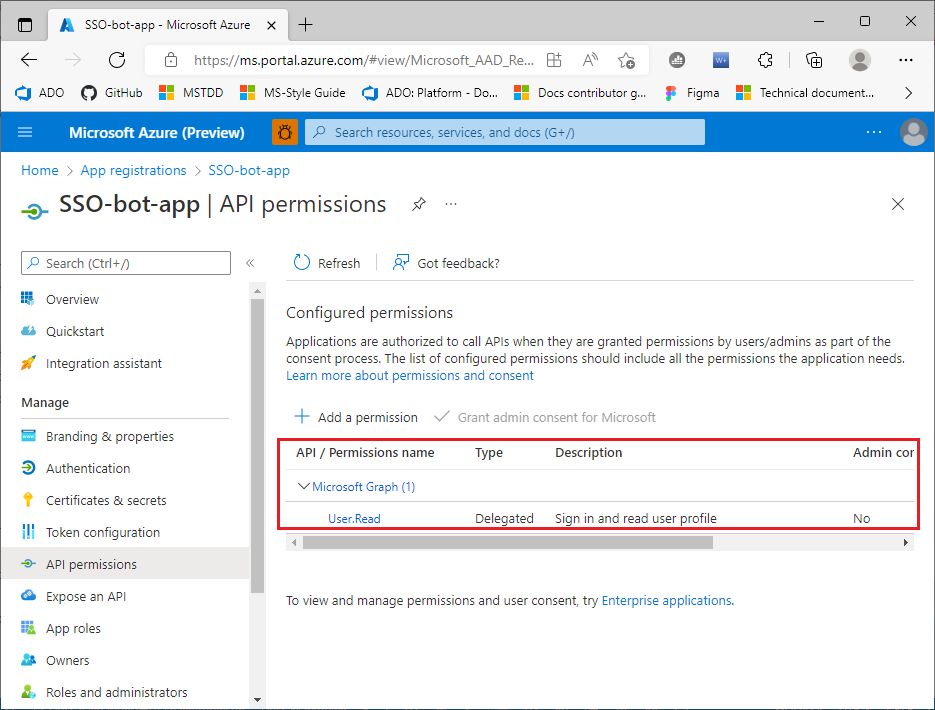 SSO-bot-app - Microsoft Azure
https://ms.portal.azure.com/#view/Microsoft_AAD_Re...
ADO
GitHub
MSTDD
MS-Style Guide
ADO: Platform - Do...
Docs contributor g...
Figma
Technical document...
Microsoft Azure (Preview)
Search resources, services, and docs (G+/)
Home > App registrations > SSO-bot-app
SSO-bot-app | API permissions
Search (Ctrl+/)
Overview
Quickstart
Integration assistant
Manage
Branding & properties
Authentication
Certificates & secrets
Token configuration
API permissions
Expose an API
App roles
Owners
Roles and administrators
Refresh
Got feedback?
Configured permissions
Applications are authorized to call APIs when they are granted permissions by users/admins as part of the
consent process. The list of configured permissions should include all the permissions the application needs.
Learn more about permissions and consent
Add a permission
Grant admin consent for Microsoft
API / Permissions name Type Description Admin cor
Microsoft Graph (1)
User.Read Delegated Sign in and read user profile No
To view and manage permissions and user consent, try Enterprise applications.